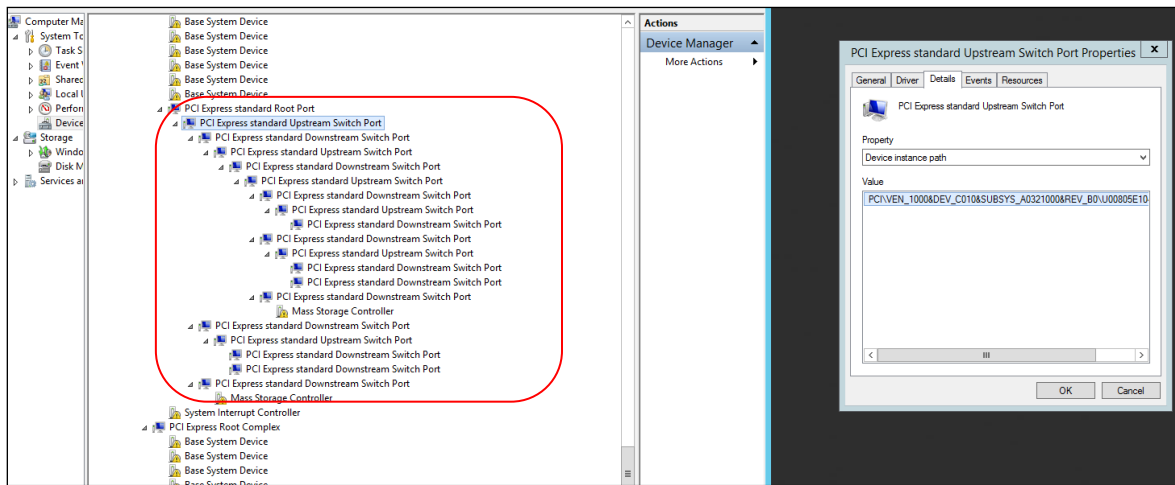 Computer Ma
System To
Task S
Event
Shared
Local U
Perfor
Device
Storage
Windo
Disk M
Services a
Base System Device
Base System Device
Base System Device
Base System Device
Base System Device
Base System Device
PCI Express standard Root Port
PCI Express standard Upstream Switch Port
PCI Express standard Downstream Switch Port
PCI Express standard Upstream Switch Port
PCI Express standard Downstream Switch Port
PCI Express standard Upstream Switch Port
PCI Express standard Downstream Switch Port
PCI Express standard Upstream Switch Port
PCI Express standard Downstream Switch Port
PCI Express standard Downstream Switch Port
PCI Express standard Upstream Switch Port
PCI Express standard Downstream Switch Port
PCI Express standard Downstream Switch Port
PCI Express standard Downstream Switch Port
Mass Storage Controller
PCI Express standard Downstream Switch Port
PCI Express standard Upstream Switch Port
PCI Express standard Downstream Switch Port
PCI Express standard Downstream Switch Port
PCI Express standard Downstream Switch Port
Mass Storage Controller
System Interrupt Controller
PCI Express Root Complex
Base System Device
Base System Device
Base System Device
Base System Device
Actions
Device Manager
More Actions
PCI Express standard Upstream Switch Port Properties
General Driver Details Events Resources
PCI Express standard Upstream Switch Port
Property
Device instance path
Value
PCI\VEN_1000&DEV_C010&SUBSYS_A0321000&REV_B0\U00805E10
OK Cancel